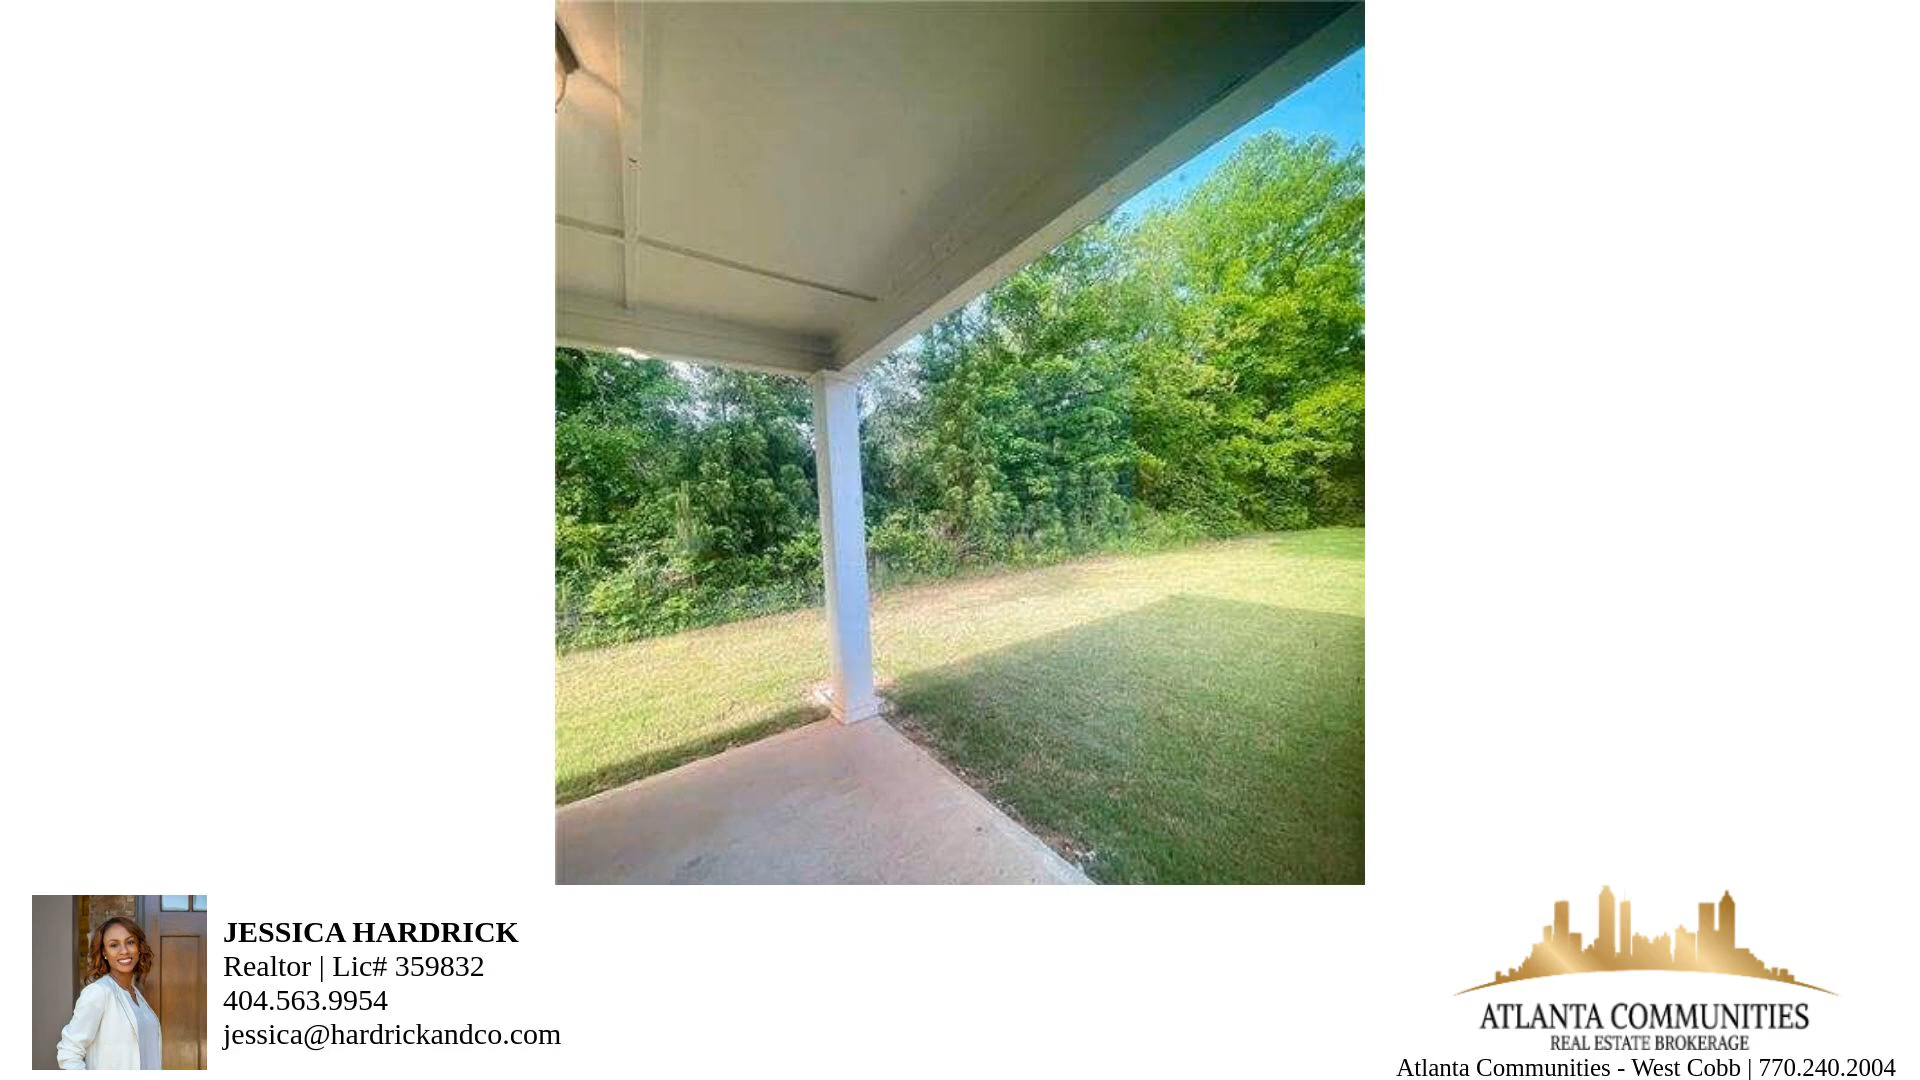 JESSICA HARDRICK
Realtor | Lic# 359832
404.563.9954
jessica@hardrickandco.com
ATLANTA COMMUNITIES
REAL ESTATE BROKERAGE
Atlanta Communities - West Cobb | 770.240.2004